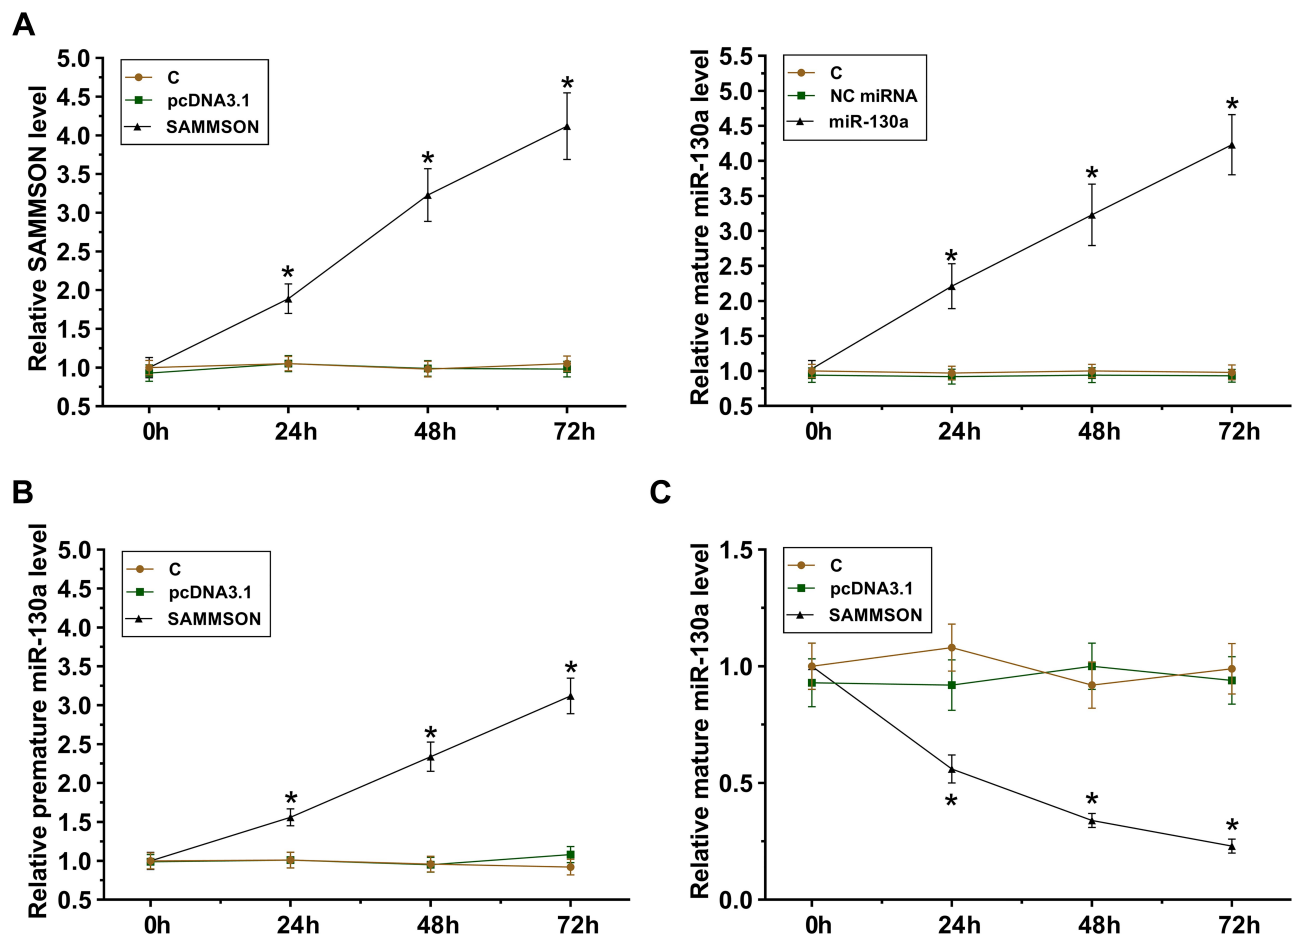 A
Relative SAMMSON level
5.0
4.5
4.0
3.5
3.0
2.5
2.0
1.5
1.0
0.5
C
pcDNA3.1
SAMMSON
*
*
*
0h 24h 48h 72h
Relative mature miR-130a level
5.5
5.0
4.5
4.0
3.5
3.0
2.5
2.0
1.5
1.0
0.5
C
NC miRNA
miR-130a
*
*
*
0h 24h 48h 72h
B
Relative premature miR-130a level
5.0
4.5
4.0
3.5
3.0
2.5
2.0
1.5
1.0
0.5
C
pcDNA3.1
SAMMSON
*
*
*
0h 24h 48h 72h
C
Relative mature miR-130a level
1.5
1.0
0.5
0.0
C
pcDNA3.1
SAMMSON
*
*
*
0h 24h 48h 72h